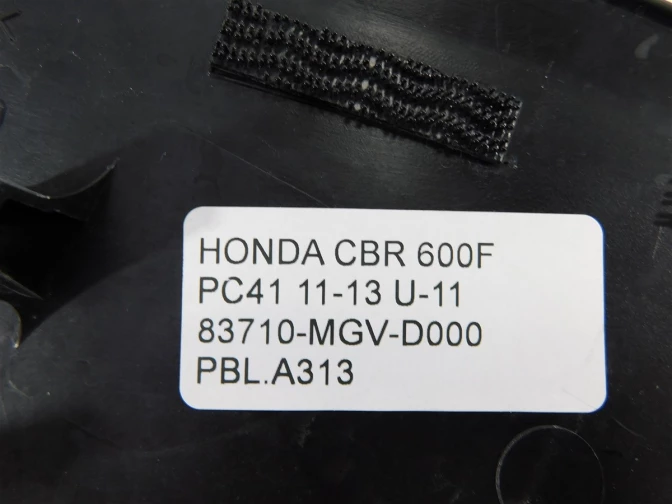 HONDA CBR 600F
PC41 11-13 U-11
83710-MGV-D000
PBL.A313